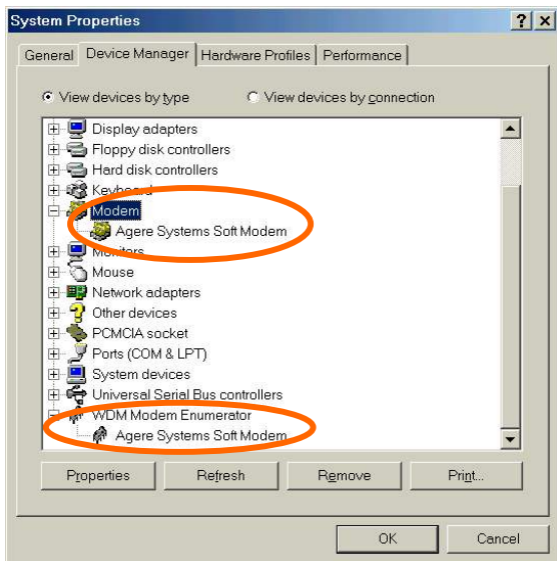 System Properties
General Device Manager Hardware Profiles Performance
View devices by type View devices by connection
Display adapters
Floppy disk controllers
Hard disk controllers
Keyboard
Modem
Agere Systems Soft Modem
Monitors
Mouse
Network adapters
Other devices
PCMCIA socket
Ports (COM & LPT)
System devices
Universal Serial Bus controllers
WDM Modem Enumerator
Agere Systems Soft Modem
Properties Refresh Remove Print...
OK Cancel